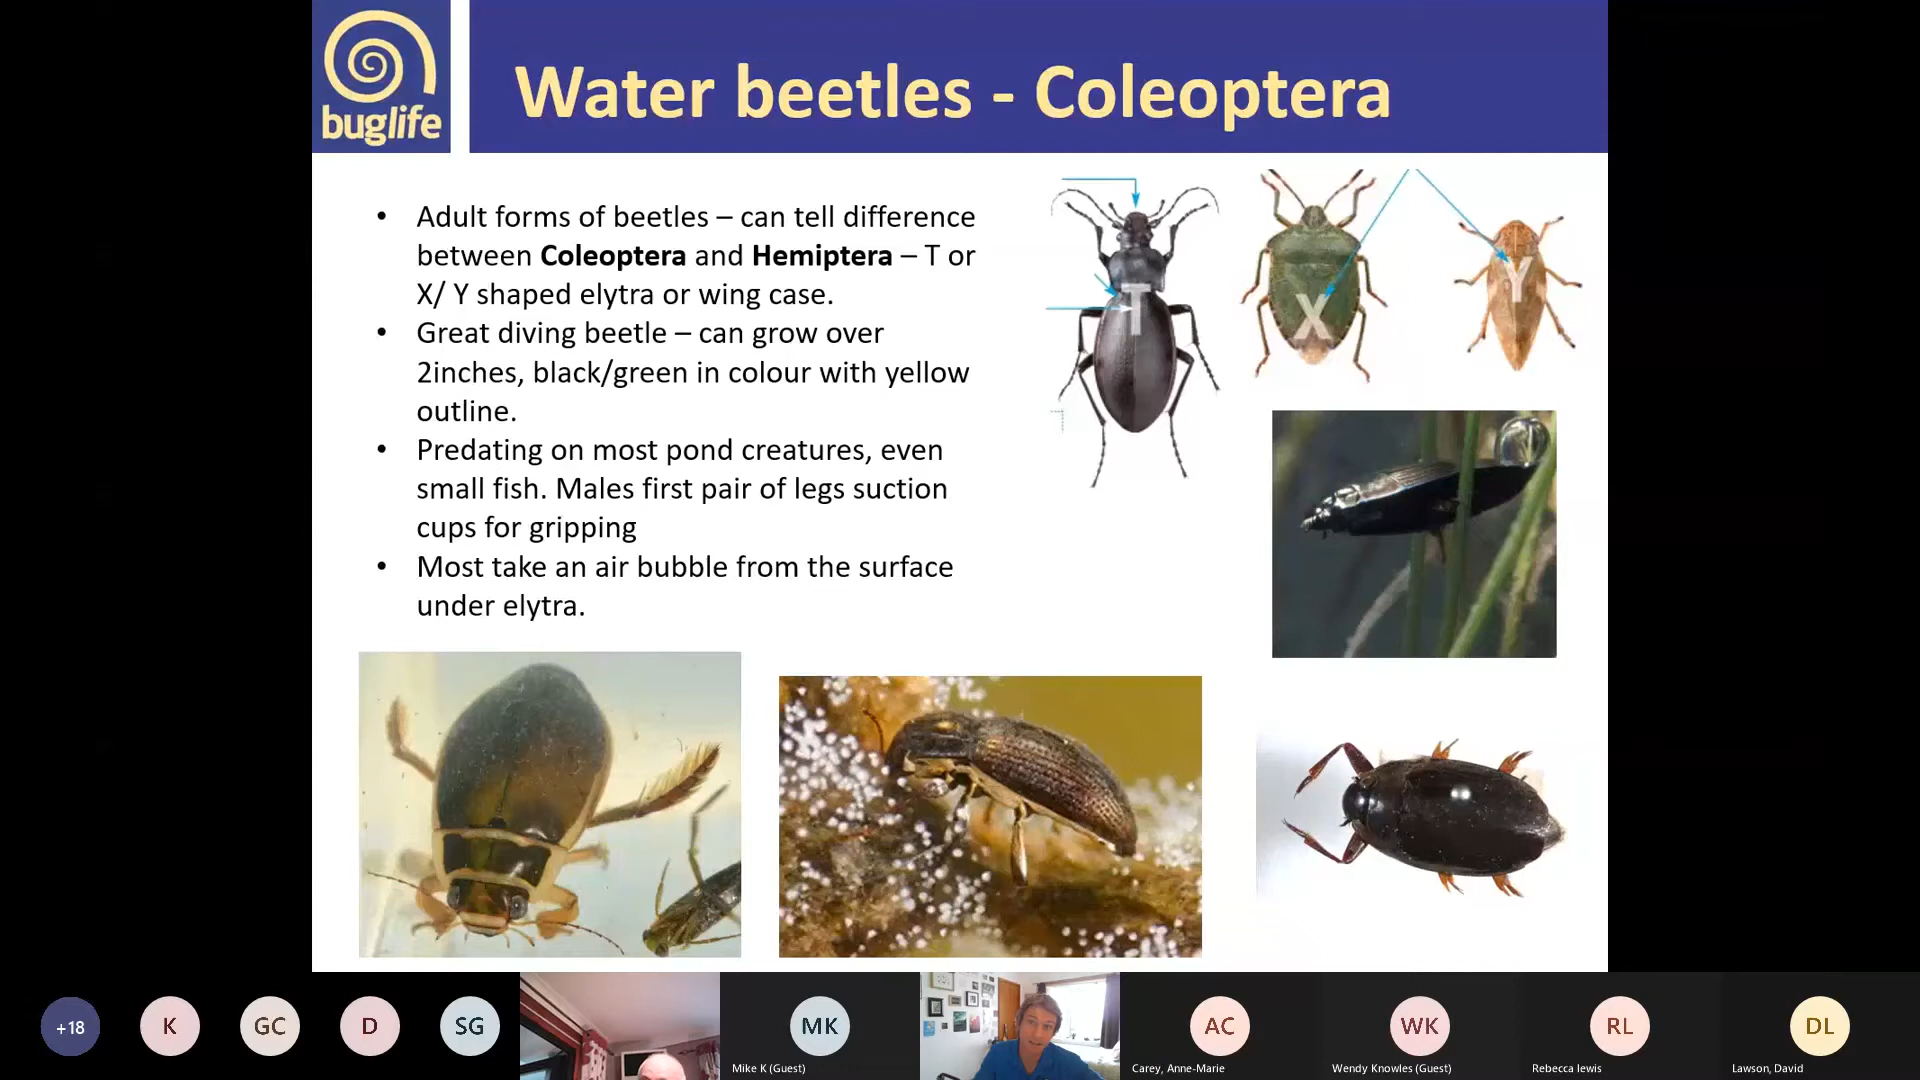 buglife
Water beetles - Coleoptera
• Adult forms of beetles – can tell difference
between Coleoptera and Hemiptera – T or
X/ Y shaped elytra or wing case.
• Great diving beetle – can grow over
2inches, black/green in colour with yellow
outline.
• Predating on most pond creatures, even
small fish. Males first pair of legs suction
cups for gripping
• Most take an air bubble from the surface
under elytra.
T
X
Y
+18
K
GC
D
SG
MK
Mike K (Guest)
AC
Carey, Anne-Marie
WK
Wendy Knowles (Guest)
RL
Rebecca lewis
DL
Lawson, David